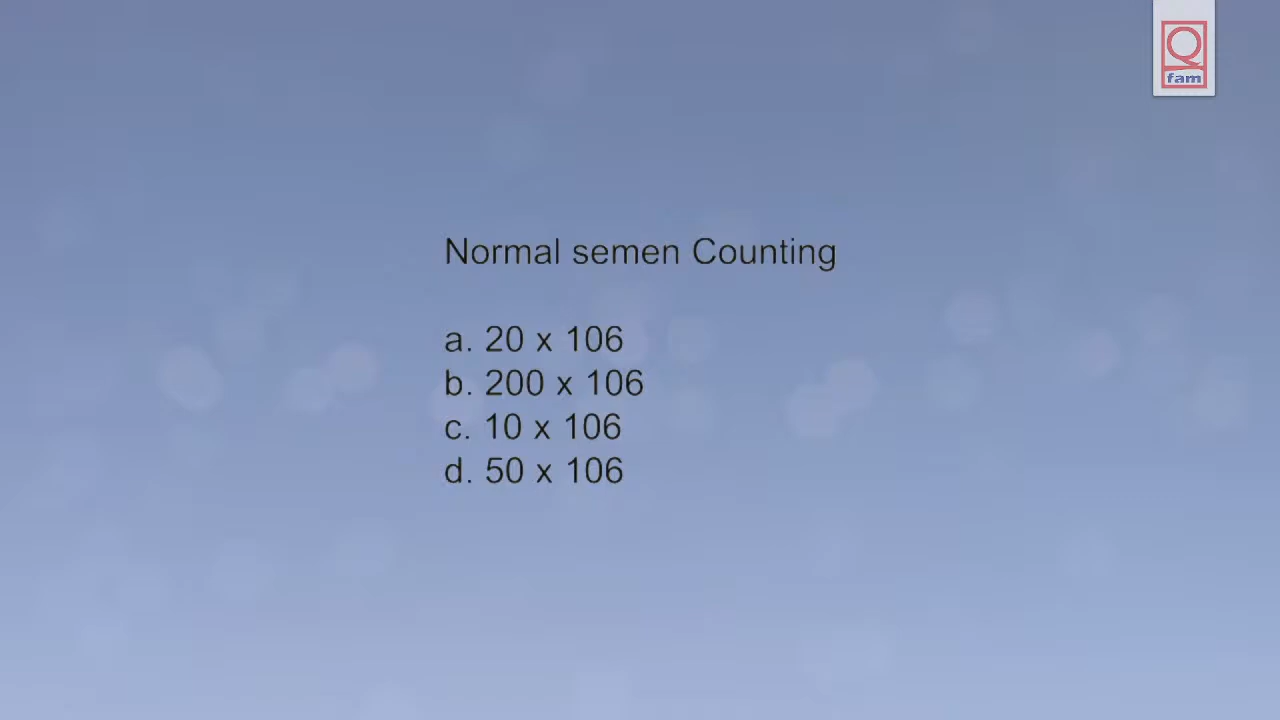 Q
fam
Normal semen Counting
a. 20 x 106
b. 200 x 106
c. 10 x 106
d. 50 x 106